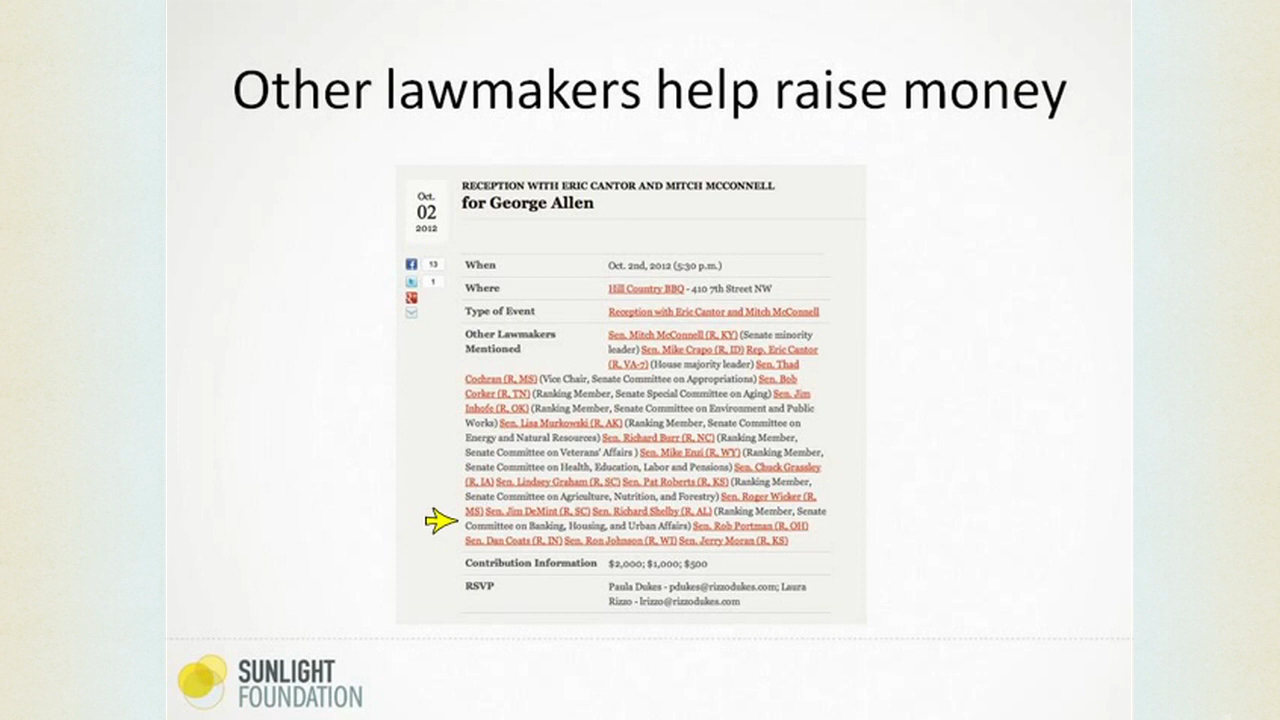 Other lawmakers help raise money
Oct.
02
2012
RECEPTION WITH ERIC CANTOR AND MITCH MCCONNELL
for George Allen
13
1
When Oct. 2nd, 2012 (5:30 p.m.)
Where Hill Country BBQ - 410 7th Street NW
Type of Event Reception with Eric Cantor and Mitch McConnell
Other Lawmakers Sen. Mitch McConnell (R, KY) (Senate minority
Mentioned leader) Sen. Mike Crapo (R, ID) Rep. Eric Cantor
(R, VA-7) (House majority leader) Sen. Thad
Cochran (R, MS) (Vice Chair, Senate Committee on Appropriations) Sen. Bob
Corker (R, TN) (Ranking Member, Senate Special Committee on Aging) Sen. Jim
Inhofe (R, OK) (Ranking Member, Senate Committee on Environment and Public
Works) Sen. Lisa Murkowski (R, AK) (Ranking Member, Senate Committee on
Energy and Natural Resources) Sen. Richard Burr (R, NC) (Ranking Member,
Senate Committee on Veterans' Affairs ) Sen. Mike Enzi (R, WY) (Ranking Member,
Senate Committee on Health, Education, Labor and Pensions) Sen. Chuck Grassley
(R, IA) Sen. Lindsey Graham (R, SC) Sen. Pat Roberts (R, KS) (Ranking Member,
Senate Committee on Agriculture, Nutrition, and Forestry) Sen. Roger Wicker (R,
MS) Sen. Jim DeMint (R, SC) Sen. Richard Shelby (R, AL) (Ranking Member, Senate
Committee on Banking, Housing, and Urban Affairs) Sen. Rob Portman (R, OH)
Sen. Dan Coats (R, IN) Sen. Ron Johnson (R, WI) Sen. Jerry Moran (R, KS)
Contribution Information $2,000; $1,000; $500
RSVP Paula Dukes - pdukes@rizzodukes.com; Laura
Rizzo - lrizzo@rizzodukes.com
SUNLIGHT
FOUNDATION